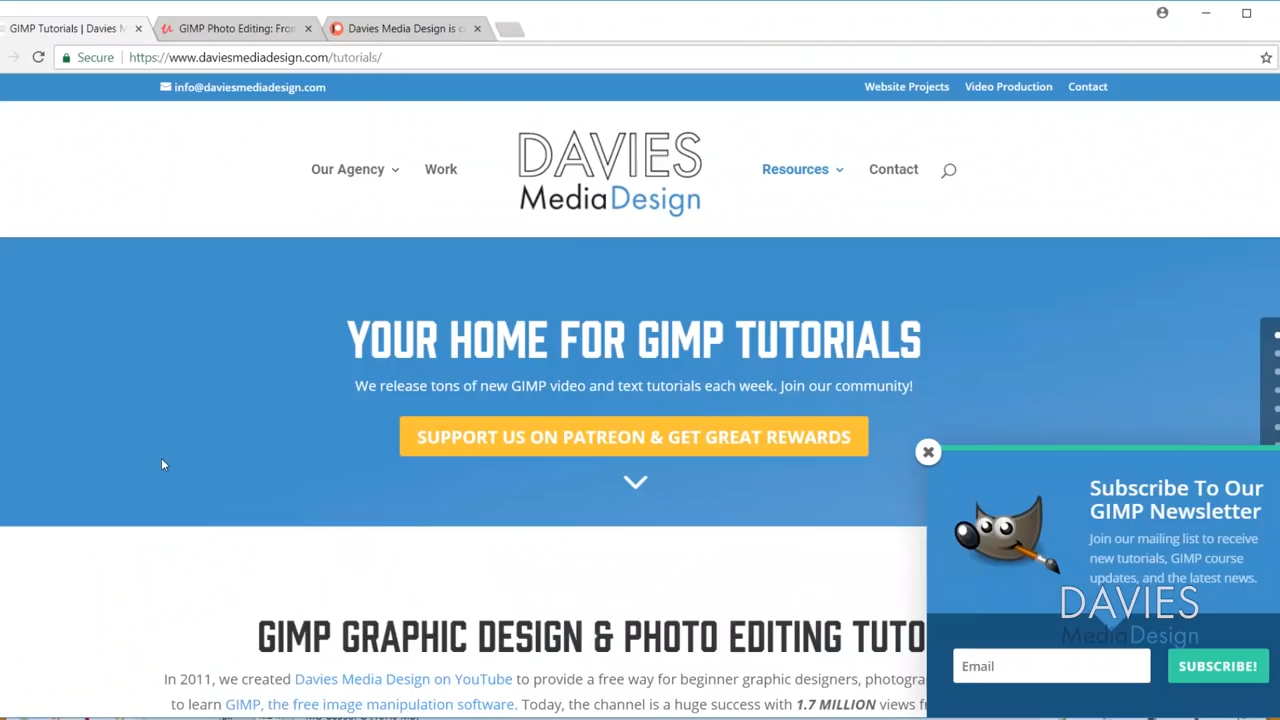 GIMP Tutorials | Davies M
GIMP Photo Editing: Fro
Davies Media Design is c
Secure
https://www.daviesmediadesign.com/tutorials/
info@daviesmediadesign.com
Website Projects
Video Production
Contact
Our Agency
Work
DAVIES
MediaDesign
Resources
Contact
YOUR HOME FOR GIMP TUTORIALS
We release tons of new GIMP video and text tutorials each week. Join our community!
SUPPORT US ON PATREON & GET GREAT REWARDS
Subscribe To Our
GIMP Newsletter
Join our mailing list to receive
new tutorials, GIMP course
updates, and the latest news.
DAVIES
MediaDesign
Email
SUBSCRIBE!
GIMP GRAPHIC DESIGN & PHOTO EDITING TUTO
In 2011, we created Davies Media Design on YouTube to provide a free way for beginner graphic designers, photogra
to learn GIMP, the free image manipulation software. Today, the channel is a huge success with 1.7 MILLION views f